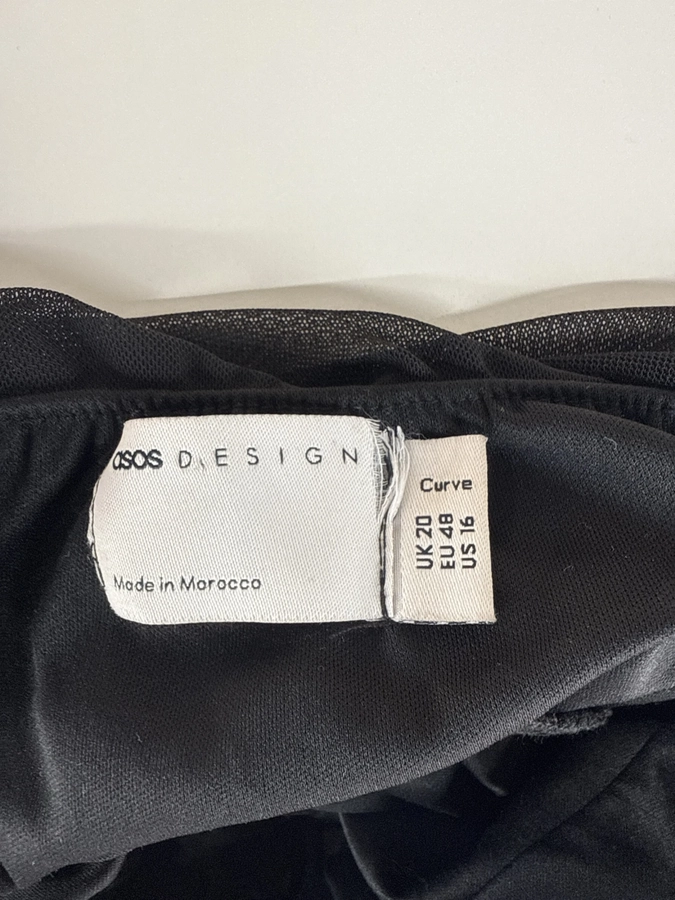 asos DESIGN
Made in Morocco
Curve
UK 20
EU 48
US 16